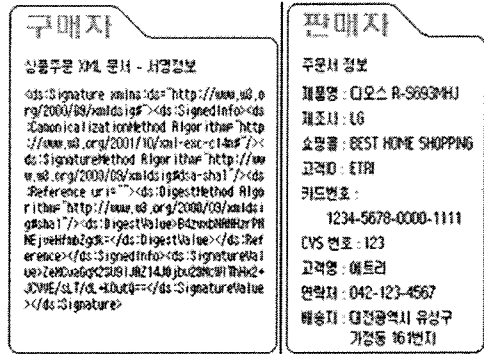 구매자
상품주문 XML 문서 - 서명정보
<ds:Signature xmlns:ds="http://www.w3.o
rg/2000/09/xmldsig#"><ds:SignedInfo><ds
:CanonicalizationMethod Algorithm="http
://www.w3.org/2001/10/xml-exc-c14n#"/><
ds:SignatureMethod Algorithm="http://ww
w.w3.org/2000/09/xmldsig#dsa-sha1"/><ds
:Reference uri=""><ds:DigestMethod Algo
rithm="http://www.w3.org/2000/09/xmldsi
g#sha1"/><ds:DigestValue>
</ds:DigestValue></ds:Ref
erence></ds:SignedInfo><ds:SignatureVal
ue>
</ds:SignatureValue
></ds:Signature>
판매자
주문서 정보
제품명 : 디오스 R-S693MHJ
제조사 : LG
쇼핑몰 : BEST HOME SHOPPING
고객ID : ETRI
카드번호 :
1234-5678-0000-1111
CVS 번호 : 123
고객명 : 에트리
연락처 : 042-123-4567
배송지 : 대전광역시 유성구
가정동 161번지